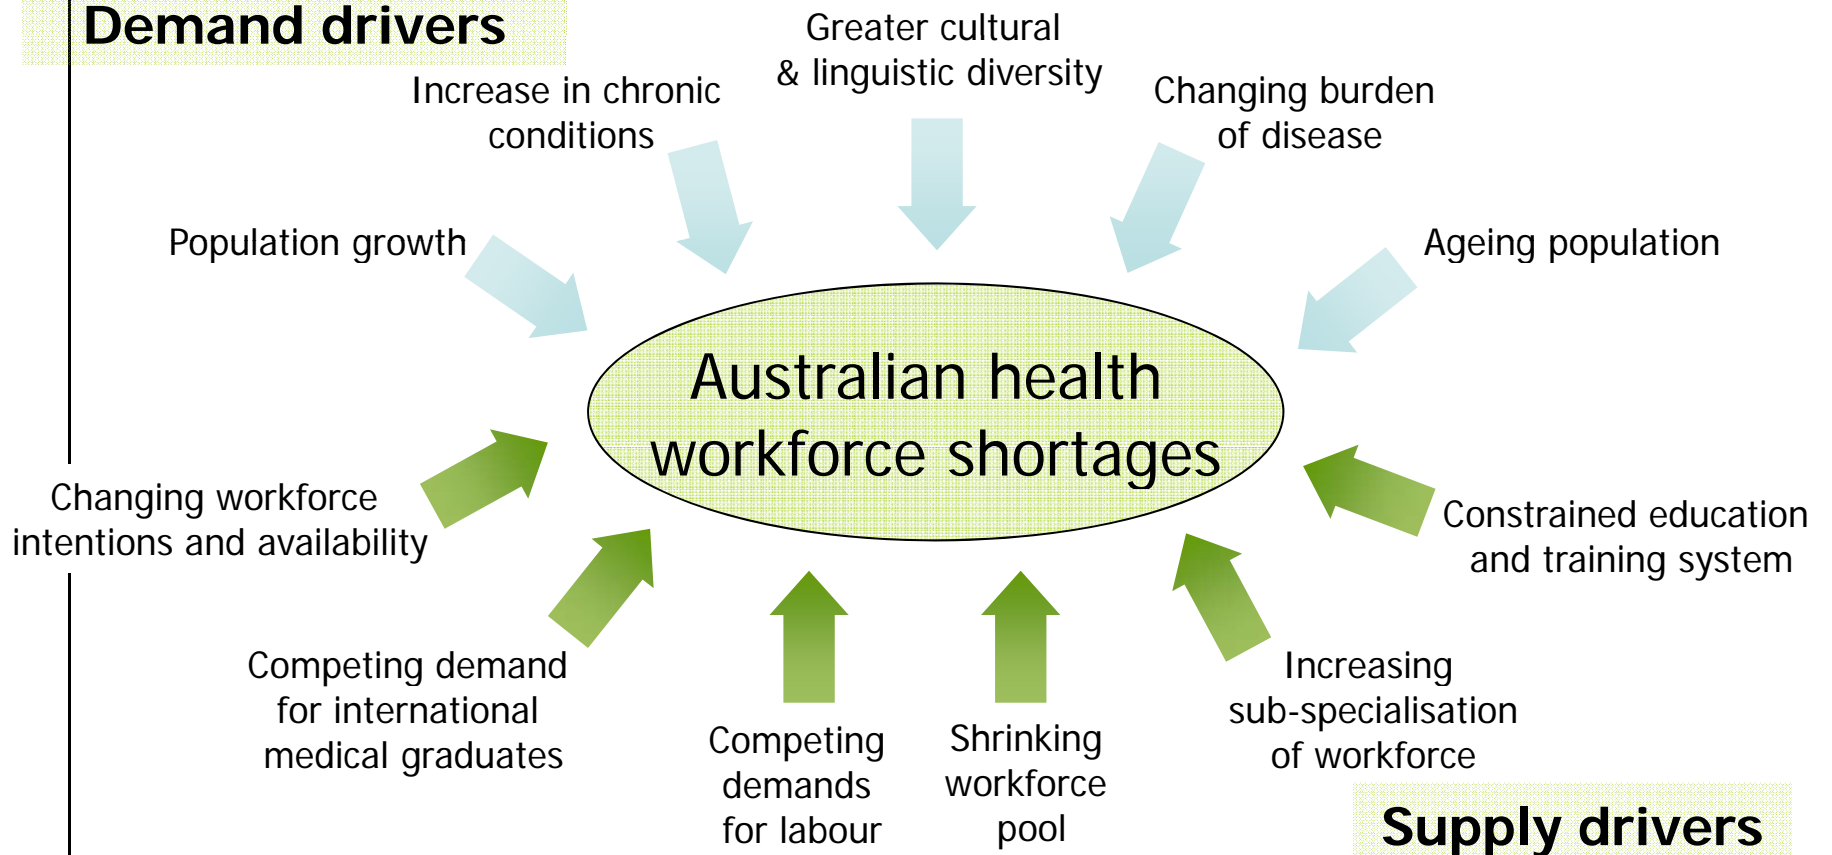 Demand drivers
Greater cultural
& linguistic diversity
Increase in chronic
conditions
Changing burden
of disease
Population growth
Ageing population
Australian health
workforce shortages
Changing workforce
intentions and availability
Constrained education
and training system
Competing demand
for international
medical graduates
Competing
demands
for labour
Shrinking
workforce
pool
Increasing
sub-specialisation
of workforce
Supply drivers